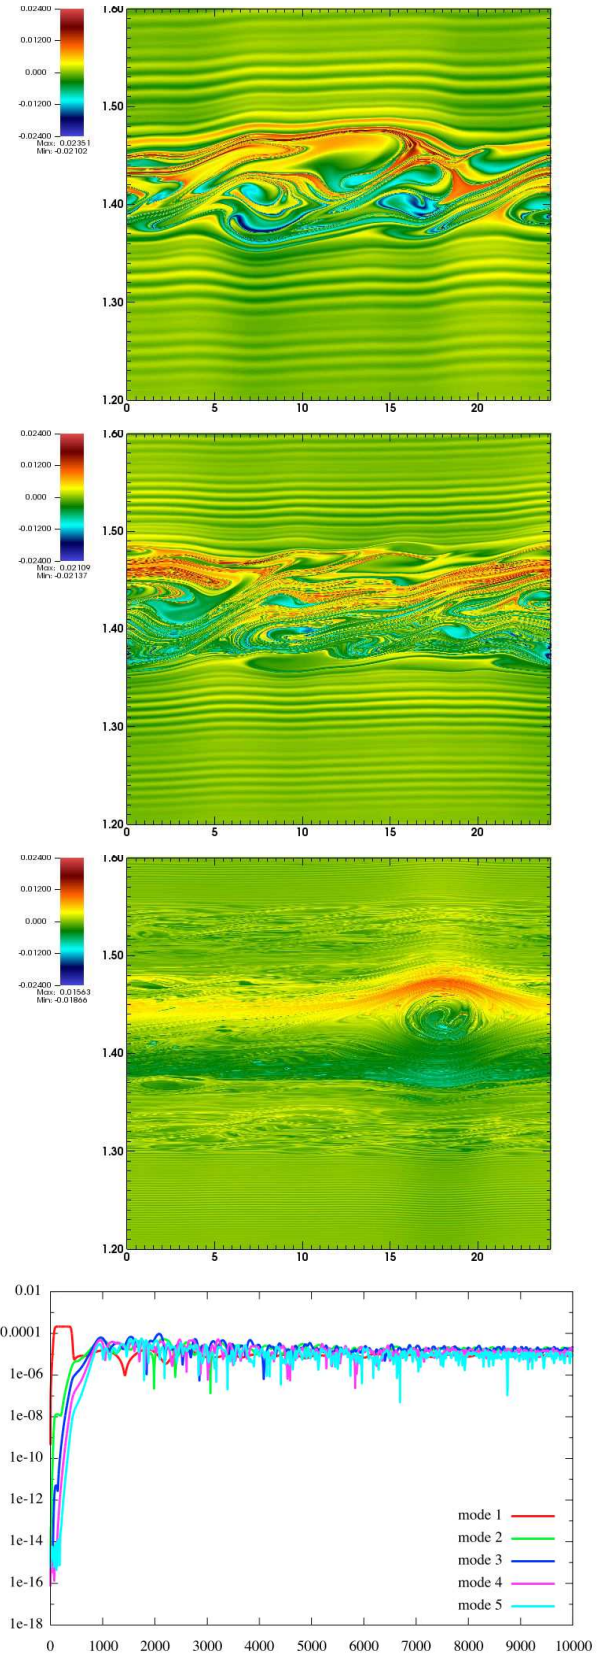 0.02400
0.01200
0.000
-0.01200
-0.02400
Max: 0.02351
Min: -0.02102
1.60
1.50
1.40
1.30
1.20
0 5 10 15 20
0.02400
0.01200
0.000
-0.01200
-0.02400
Max: 0.02109
Min: -0.02137
1.60
1.50
1.40
1.30
1.20
0 5 10 15 20
0.02400
0.01200
0.000
-0.01200
-0.02400
Max: 0.01563
Min: -0.01866
1.60
1.50
1.40
1.30
1.20
0 5 10 15 20
0.01
0.0001
1e-06
1e-08
1e-10
1e-12
1e-14
1e-16
1e-18
mode 1
mode 2
mode 3
mode 4
mode 5
0 1000 2000 3000 4000 5000 6000 7000 8000 9000 10000